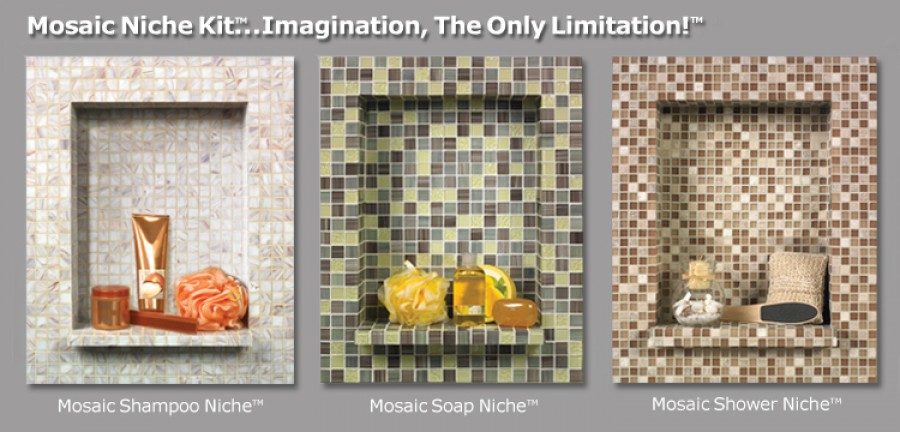 Mosaic Niche Kit™...Imagination, The Only Limitation!™
Mosaic Shampoo Niche™
Mosaic Soap Niche™
Mosaic Shower Niche™